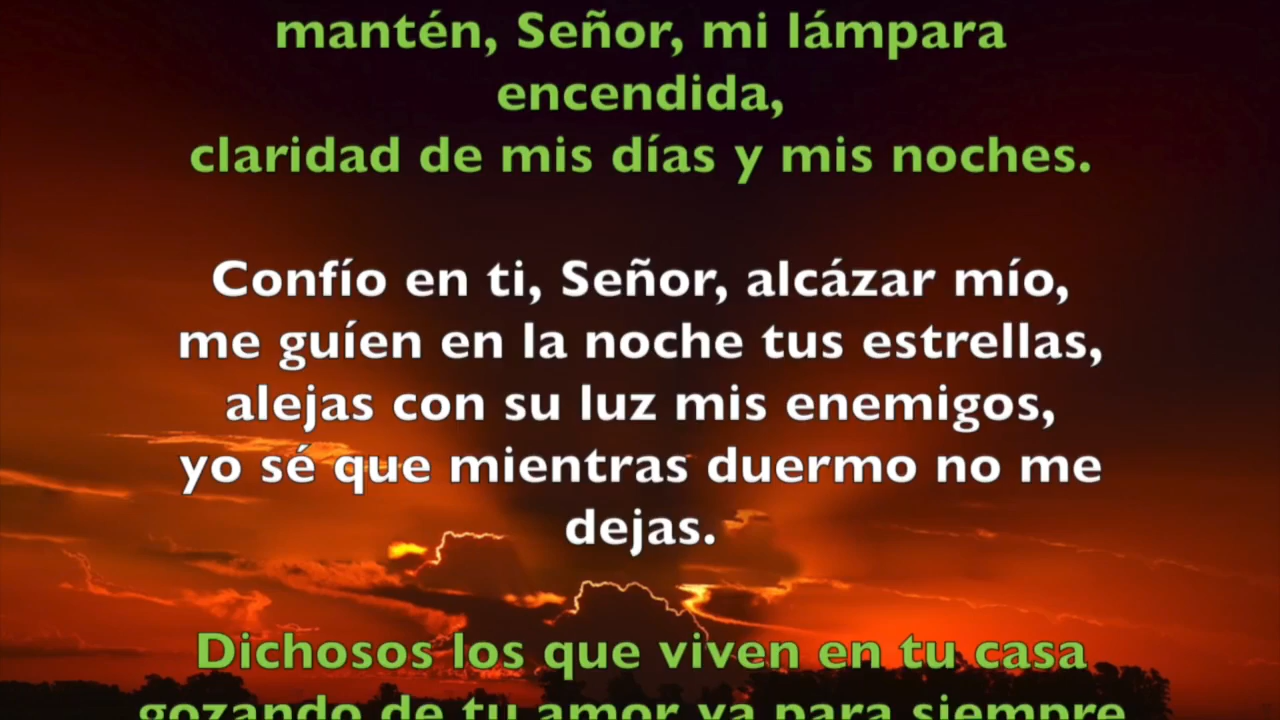 mantén, Señor, mi lámpara
encendida,
claridad de mis días y mis noches.
Confío en ti, Señor, alcázar mío,
me guíen en la noche tus estrellas,
alejas con su luz mis enemigos,
yo sé que mientras duermo no me
dejas.
Dichosos los que viven en tu casa
gozando de tu amor ya para siempre